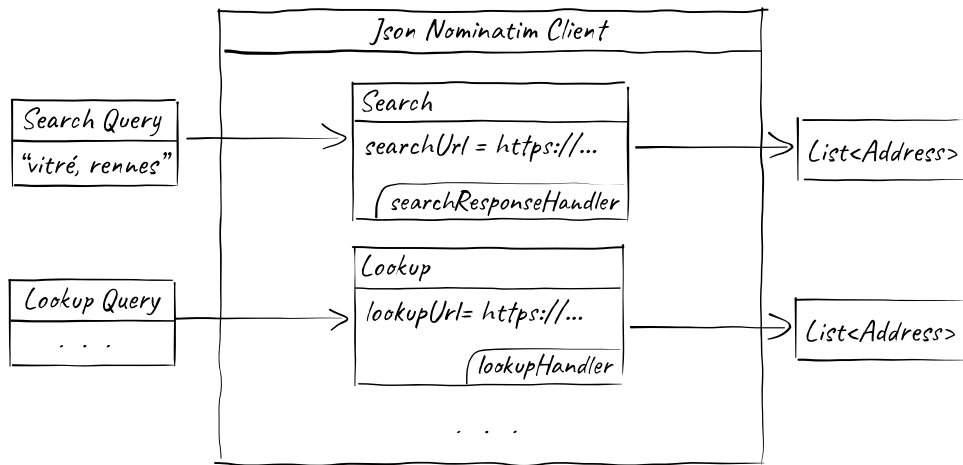 Json Nominatim Client
Search Query
“vitré, rennes”
Search
searchUrl = https://...
searchResponseHandler
List<Address>
Lookup Query
. . .
Lookup
lookupUrl= https://...
lookupHandler
List<Address>
. . .